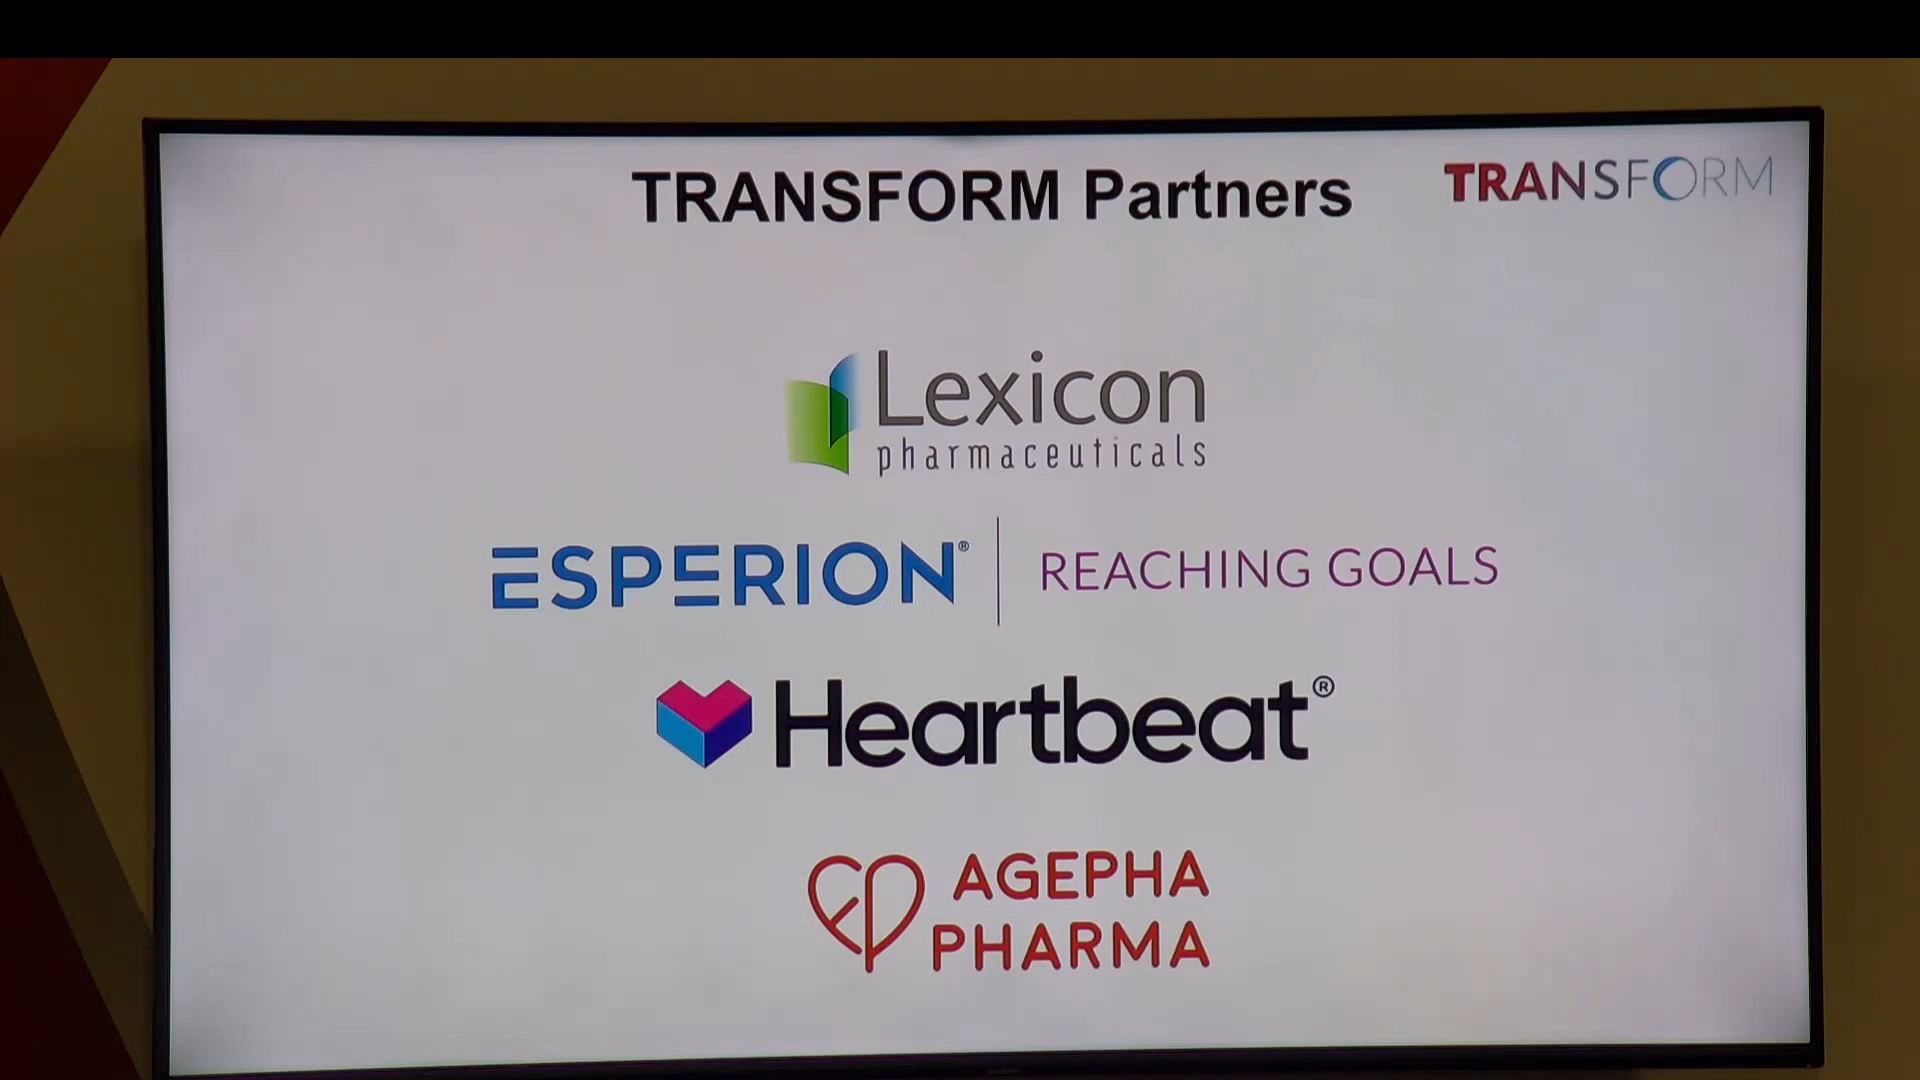 TRANSFORM Partners
TRANSFORM
Lexicon
pharmaceuticals
ESPERION® | REACHING GOALS
Heartbeat®
AGEPHA
PHARMA